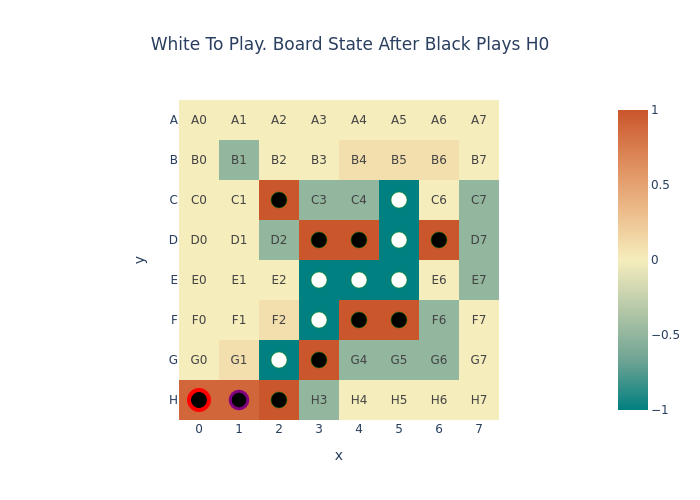 White To Play. Board State After Black Plays H0
A A0 A1 A2 A3 A4 A5 A6 A7
B B0 B1 B2 B3 B4 B5 B6 B7
C C0 C1 C3 C4 C6 C7
D D0 D1 D2 D7
E E0 E1 E2 E6 E7
F F0 F1 F2 F6 F7
G G0 G1 G4 G5 G6 G7
H H3 H4 H5 H6 H7
0 1 2 3 4 5 6 7
x
y
1
0.5
0
−0.5
−1